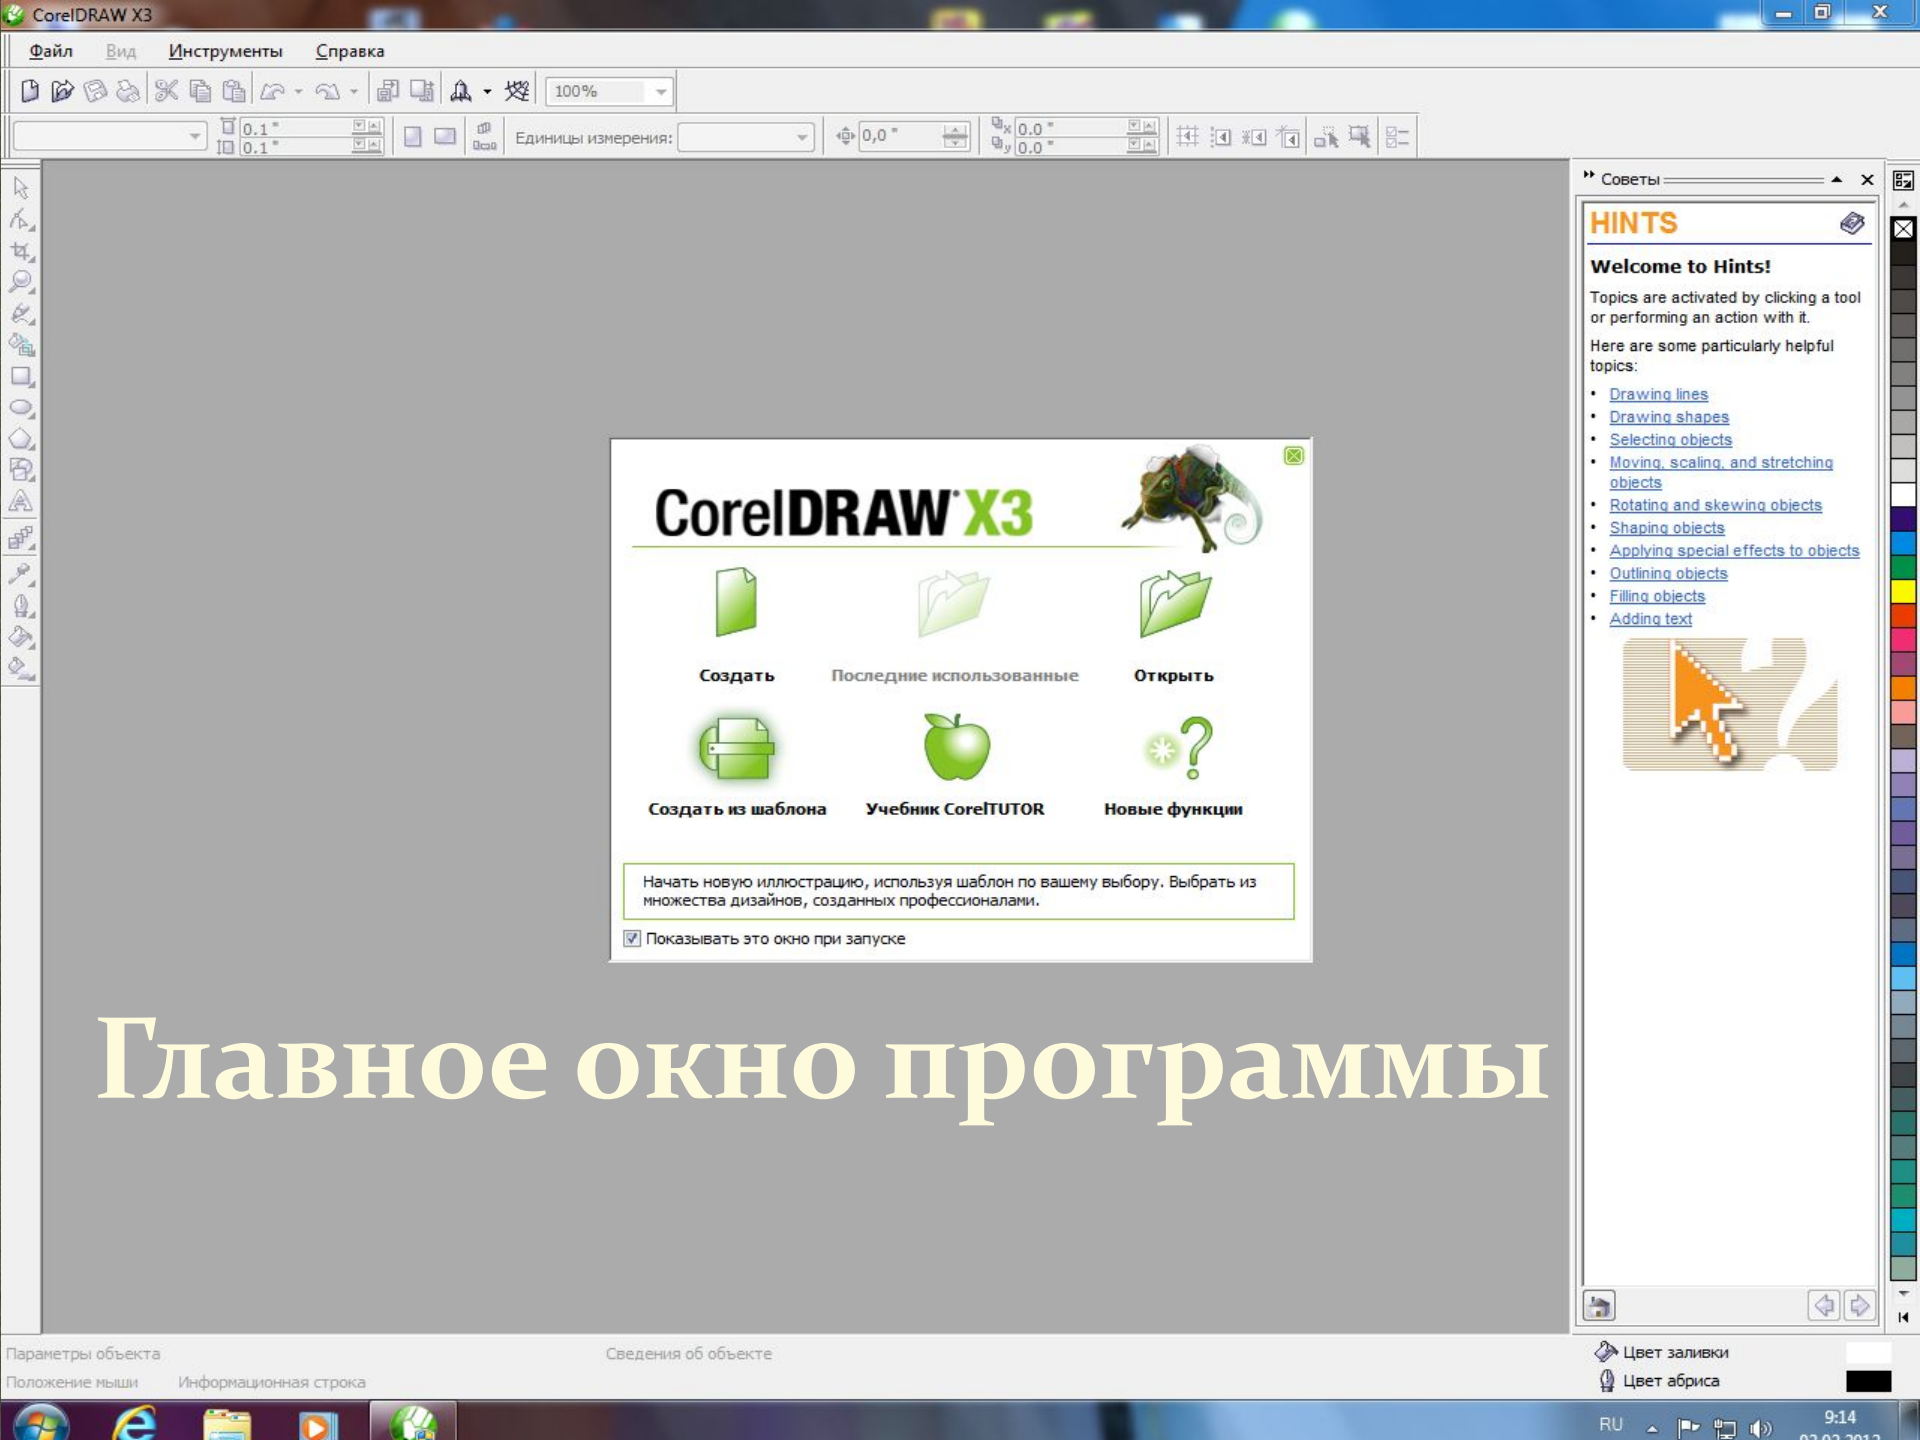 CorelDRAW X3
Файл Вид Инструменты Справка
100%
0.1 "
0.1 "
Единицы измерения:
0,0 "
x 0.0 "
y 0.0 "
Советы
HINTS
Welcome to Hints!
Topics are activated by clicking a tool
or performing an action with it.
Here are some particularly helpful
topics:
• Drawing lines
• Drawing shapes
• Selecting objects
• Moving, scaling, and stretching
objects
• Rotating and skewing objects
• Shaping objects
• Applying special effects to objects
• Outlining objects
• Filling objects
• Adding text
CorelDRAW X3
Создать Последние использованные Открыть
Создать из шаблона Учебник CorelTUTOR Новые функции
Начать новую иллюстрацию, используя шаблон по вашему выбору. Выбрать из
множества дизайнов, созданных профессионалами.
Показывать это окно при запуске
Главное окно программы
Параметры объекта Сведения об объекте
Положение мыши Информационная строка
Цвет заливки
Цвет абриса
RU 9:14